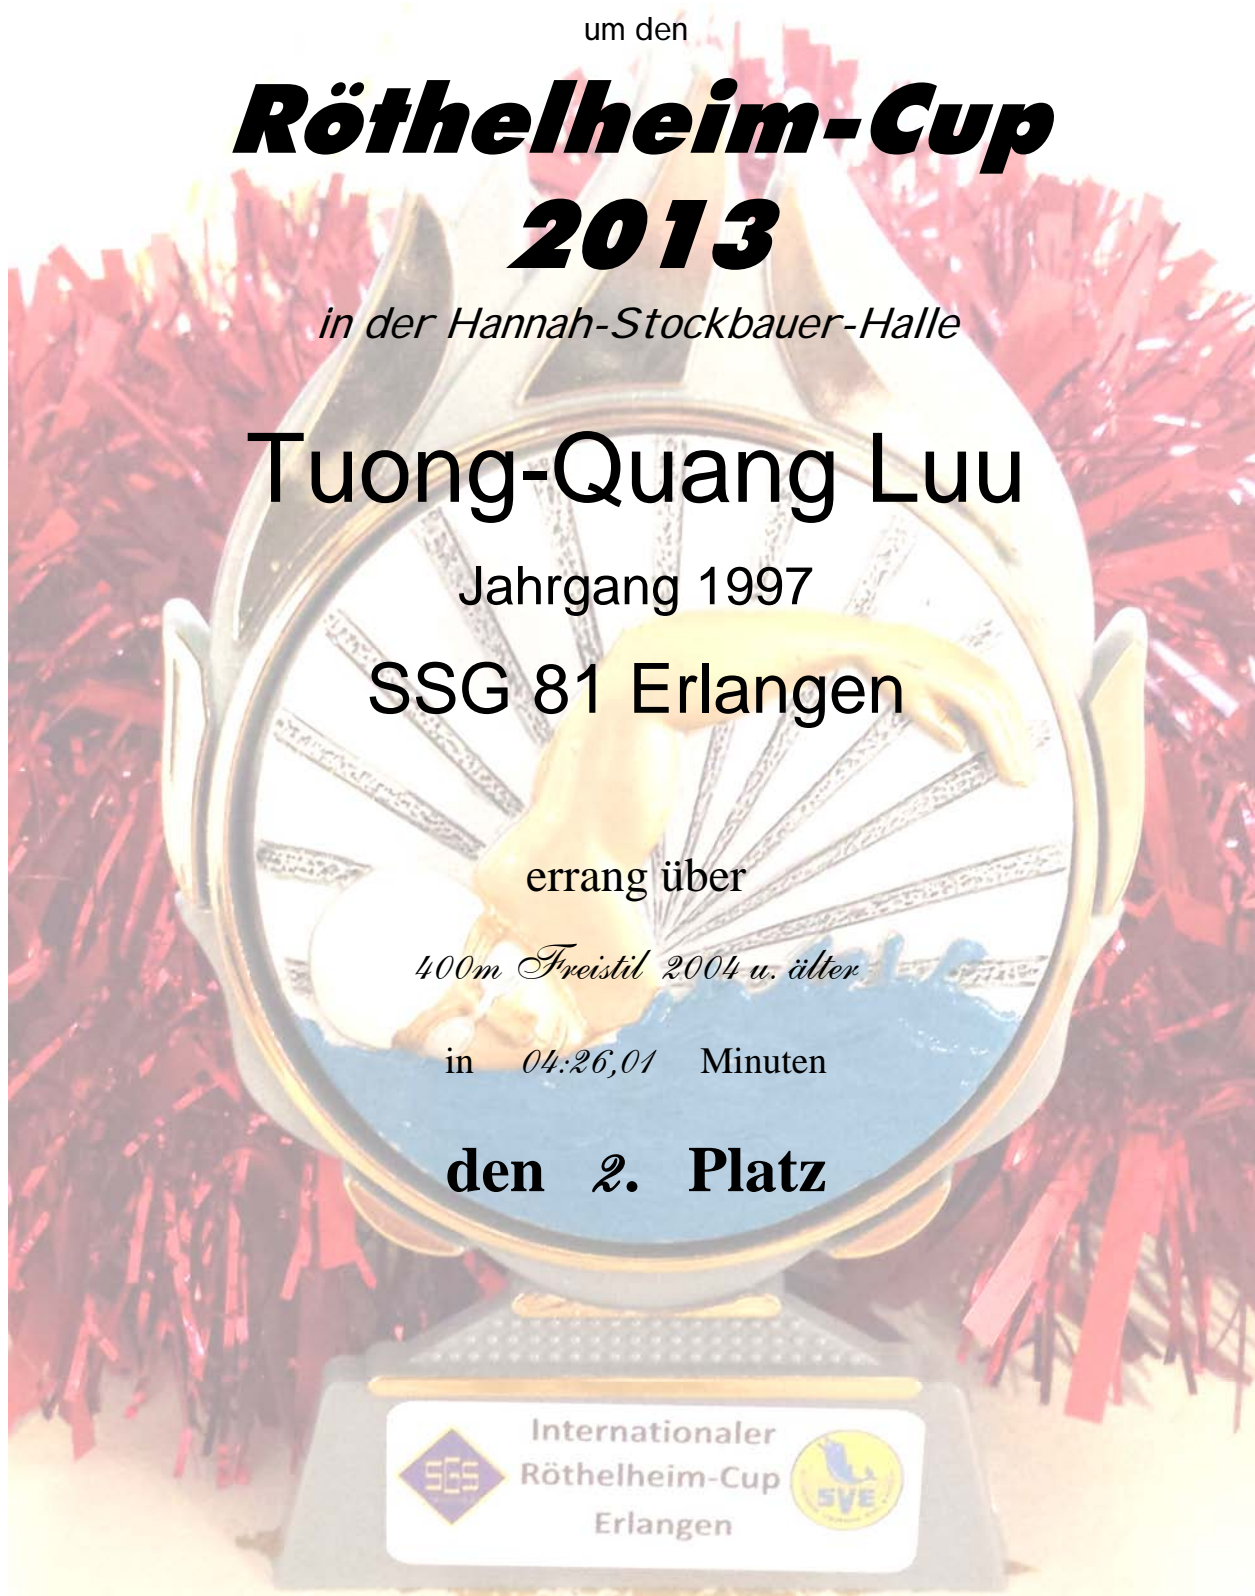 um den
Röthelheim-Cup
2013
in der Hannah-Stockbauer-Halle
Tuong-Quang Luu
Jahrgang 1997
SSG 81 Erlangen
errang über
400m Freistil 2004 u. älter
in 04:26,01 Minuten
den 2. Platz
Internationaler
SGS Röthelheim-Cup SVE
Erlangen